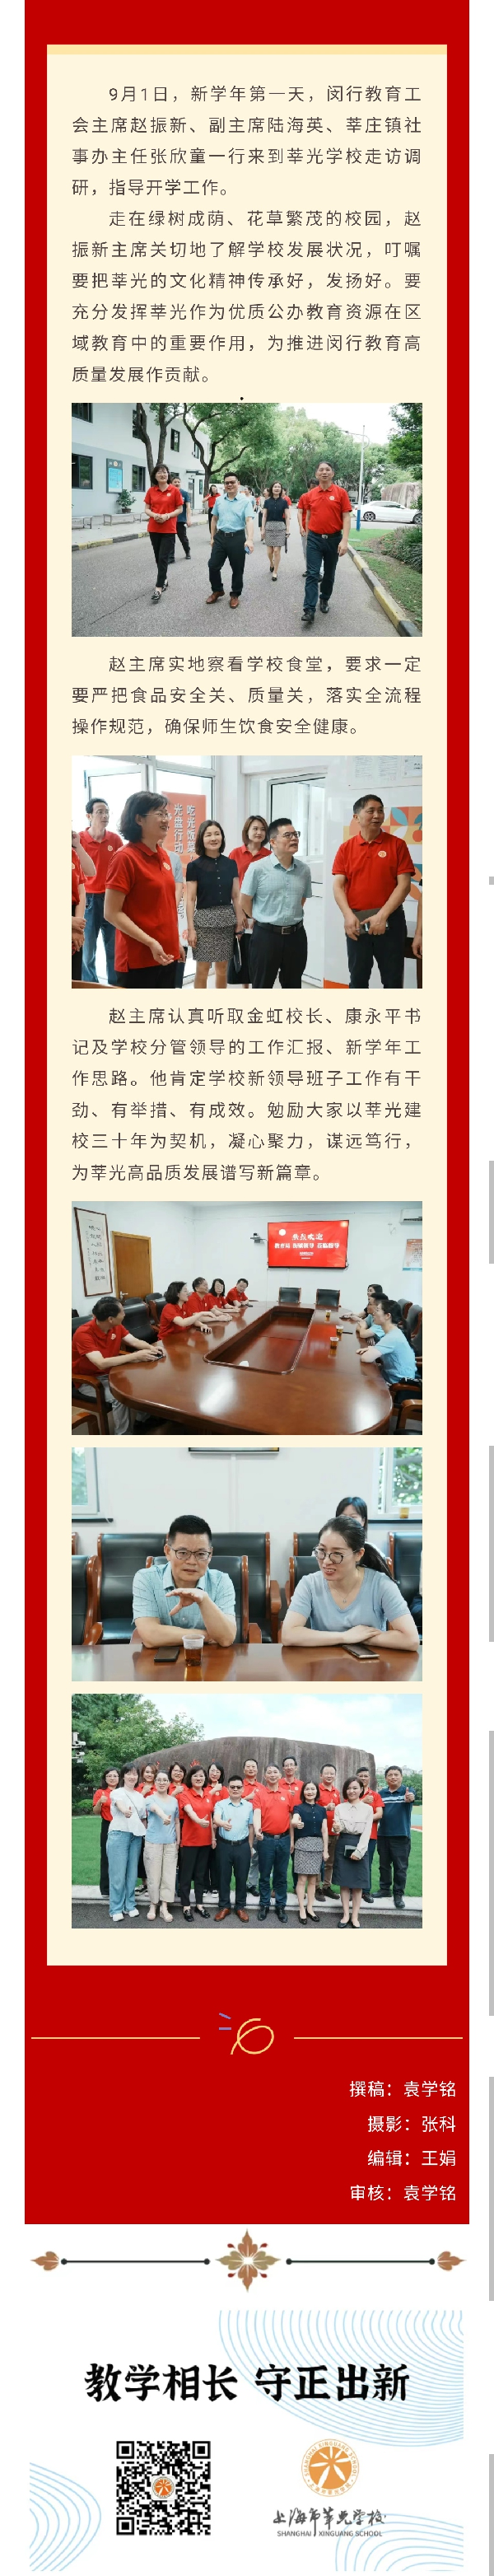 9月1日，新学年第一天，闵行教育工
会主席赵振新、副主席陆海英、莘庄镇社
事办主任张欣童一行来到莘光学校走访调
研，指导开学工作。
走在绿树成荫、花草繁茂的校园，赵
振新主席关切地了解学校发展状况，叮嘱
要把莘光的文化精神传承好，发扬好。要
充分发挥莘光作为优质公办教育资源在区
域教育中的重要作用，为推进闵行教育高
质量发展作贡献。
赵主席实地察看学校食堂，要求一定
要严把食品安全关、质量关，落实全流程
操作规范，确保师生饮食安全健康。
光盘行动
赵主席认真听取金虹校长、康永平书
记及学校分管领导的工作汇报、新学年工
作思路。他肯定学校新领导班子工作有干
劲、有举措、有成效。勉励大家以莘光建
校三十年为契机，凝心聚力，谋远笃行，
为莘光高品质发展谱写新篇章。
热烈欢迎
撰稿：袁学铭
摄影：张科
编辑：王娟
审核：袁学铭
教学相长 守正出新
上海市莘光学校
SHANGHAI XINGUANG SCHOOL